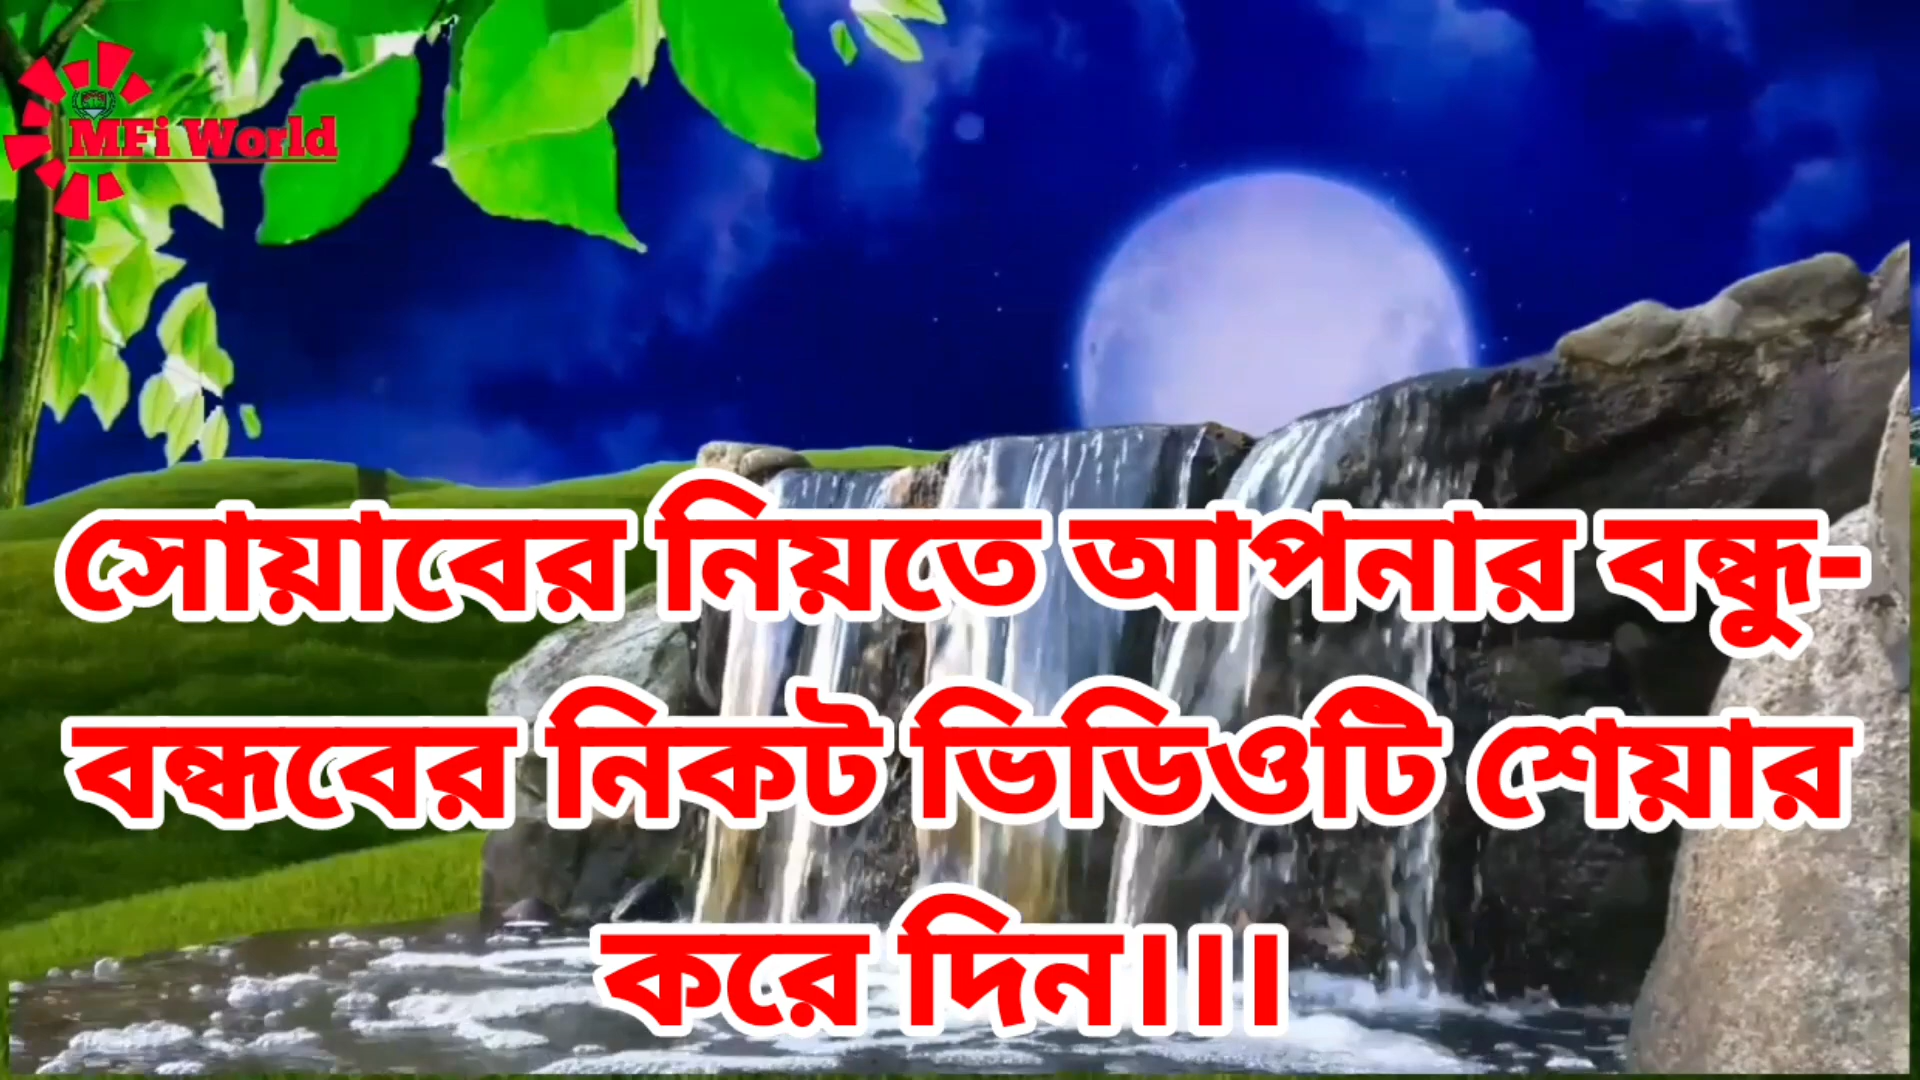 MFi World
সোয়াবের নিয়তে আপনার বন্ধু-
বন্ধবের নিকট ভিডিওটি শেয়ার
করে দিন।।।